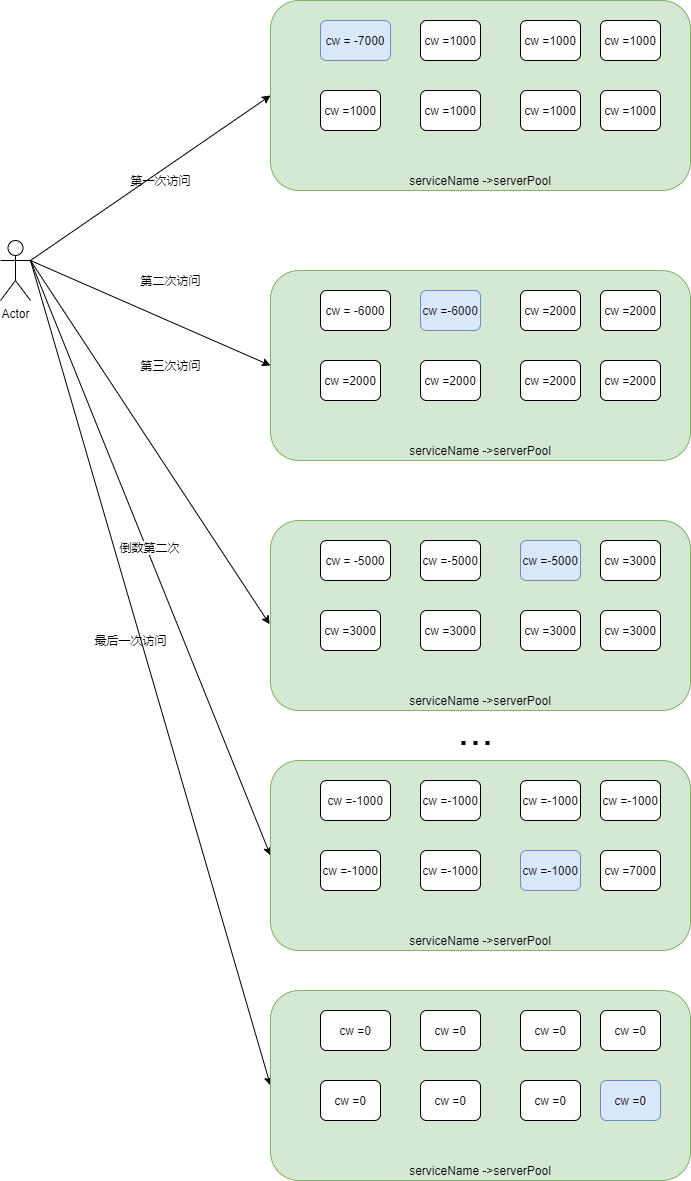 cw = -7000
cw =1000
cw =1000
cw =1000
cw =1000
cw =1000
cw =1000
cw =1000
serviceName ->serverPool
第一次访问
Actor
第二次访问
cw = -6000
cw =-6000
cw =2000
cw =2000
cw =2000
cw =2000
cw =2000
cw =2000
serviceName ->serverPool
第三次访问
cw = -5000
cw =-5000
cw =-5000
cw =3000
cw =3000
cw =3000
cw =3000
cw =3000
serviceName ->serverPool
倒数第二次
...
cw =-1000
cw =-1000
cw =-1000
cw =-1000
cw =-1000
cw =-1000
cw =-1000
cw =7000
serviceName ->serverPool
最后一次访问
cw =0
cw =0
cw =0
cw =0
cw =0
cw =0
cw =0
cw =0
serviceName ->serverPool